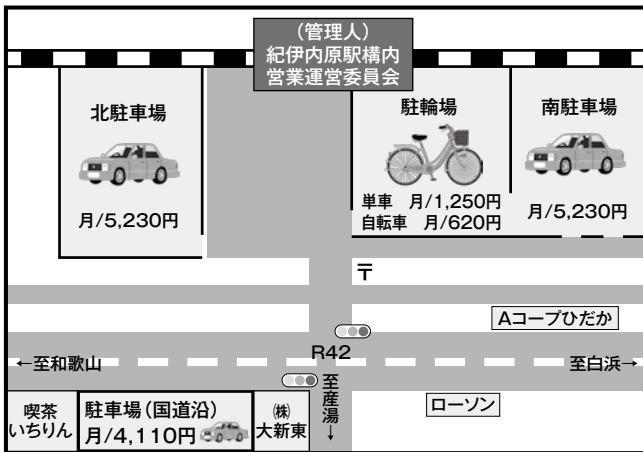 (管理人)
紀伊内原駅構内
営業運営委員会
北駐車場
月/5,230円
駐輪場
単車 月/1,250円
自転車 月/620円
南駐車場
月/5,230円
〒
Aコープひだか
R42
←至和歌山
至白浜→
喫茶
いちりん
駐車場(国道沿)
月/4,110円
㈱
大新東
至産湯↓
ローソン